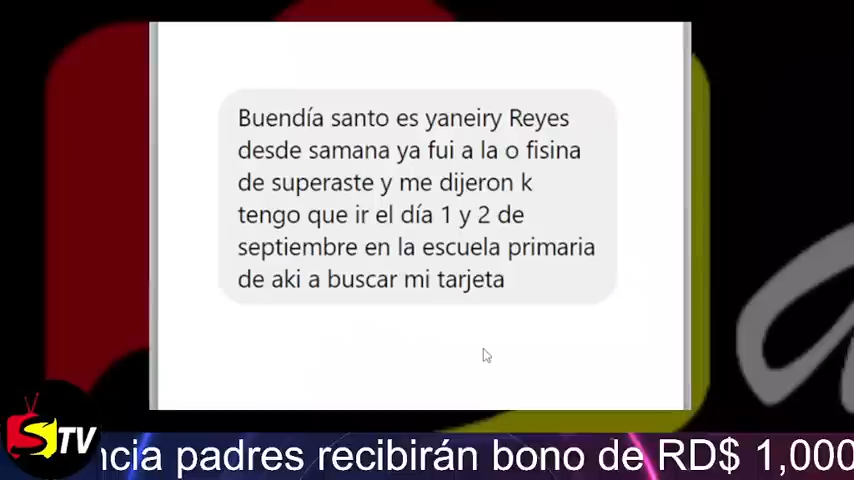 Buendía santo es yaneiry Reyes
desde samana ya fui a la o fisina
de superaste y me dijeron k
tengo que ir el día 1 y 2 de
septiembre en la escuela primaria
de aki a buscar mi tarjeta
STV
padres recibirán bono de RD$ 1,000